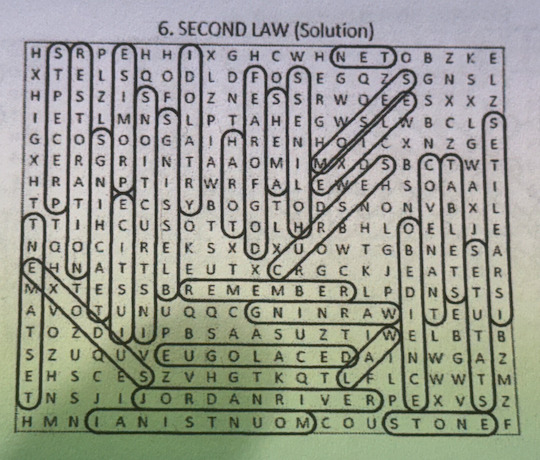 6. SECOND LAW (Solution)
H S R P E H H I X G H C W H N E T O B Z K E
X T E L S Q O D L D F O S E G Q Z S G N S L
H P S Z I S F O Z N E S S R W Q E E S X X Z
I E T L M N S L P T A H E G W S L W B C L S
G C O S O O G A I H R E N H O I C X N Z G E
X E R G R I N T A A O M I M X D S B C T W T
H R A N P T I R W R F A L E W E H S O A A I
T P T I E C S Y B O G T O D S N O N V B X L
T T I H C U S Q T T O L H R B H L O E L J E
N Q O C I R E K S X D X U O W T G B N E S A
E H N A T T L E U T X C R G C K J E A T E R
M X T E S S B R E M E M B E R L P D N S T S
A V O T U N U Q Q C G N I N R A W I T E U I
T O Z D J I P B S A A S U Z T I W E L B T B
S Z U Q U V E U G O L A C E D A I N W G A Z
E H S C E S Z V H G T K Q T L F L C W W T M
T N S J I J O R D A N R I V E R P E X V S Z
H M N I A N I S T N U O M C O U S T O N E F